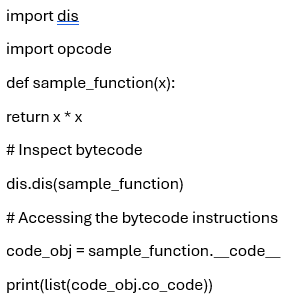 import dis
import opcode
def sample_function(x):
return x * x
# Inspect bytecode
dis.dis(sample_function)
# Accessing the bytecode instructions
code_obj = sample_function.__code__
print(list(code_obj.co_code))